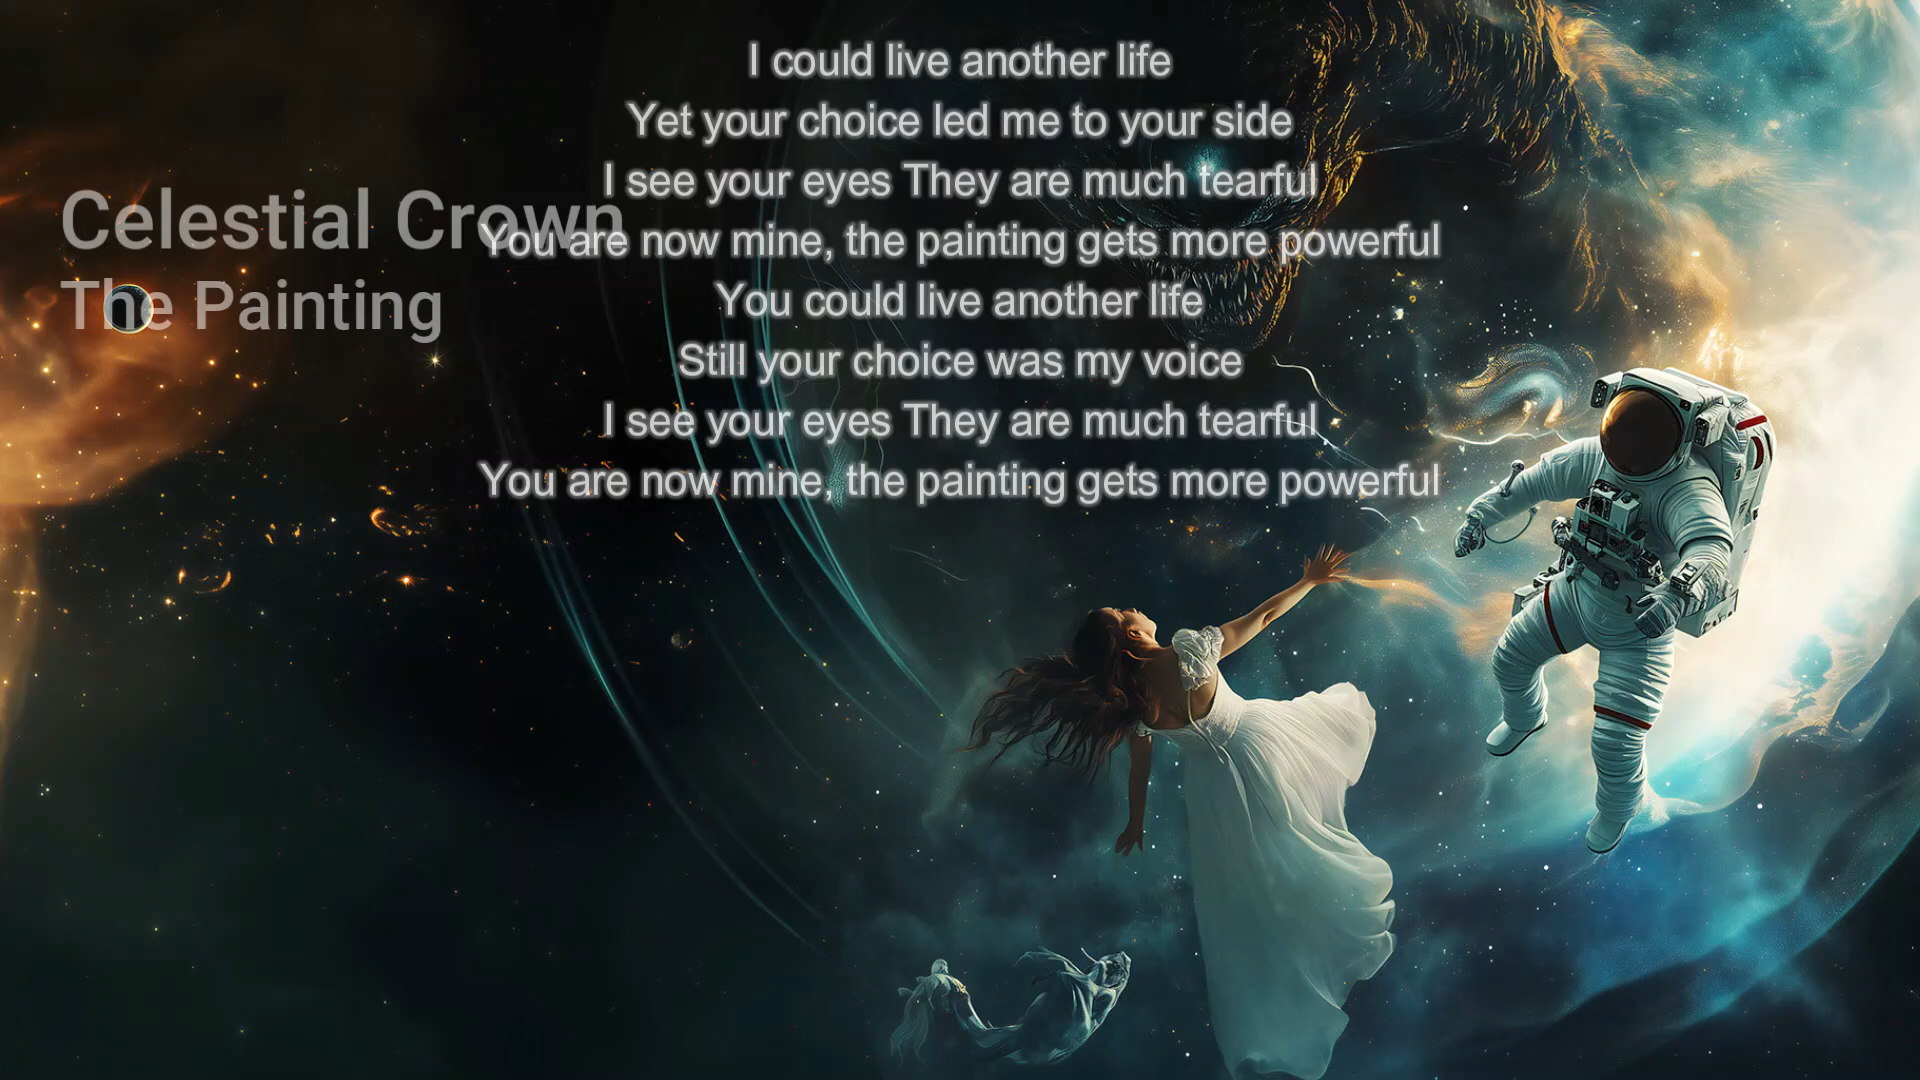 Celestial Crown
The Painting
I could live another life
Yet your choice led me to your side
I see your eyes They are much tearful
You are now mine, the painting gets more powerful
You could live another life
Still your choice was my voice
I see your eyes They are much tearful
You are now mine, the painting gets more powerful